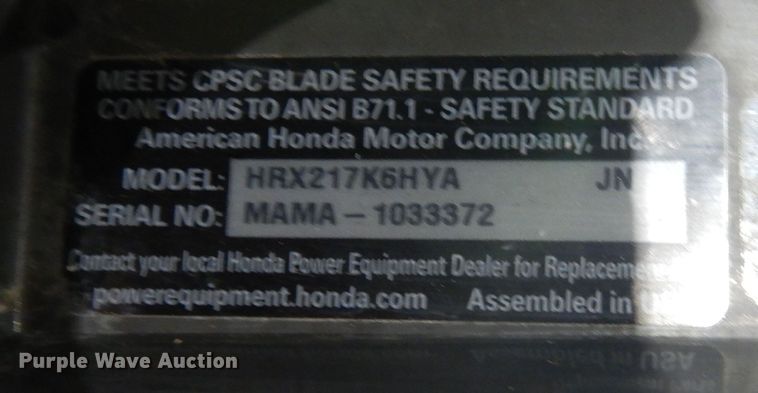 MEETS CPSC BLADE SAFETY REQUIREMENTS
CONFORMS TO ANSI B71.1 - SAFETY STANDARD
American Honda Motor Company, Inc.
MODEL: HRX217K6HYA JN
SERIAL NO: MAMA – 1033372
Contact your local Honda Power Equipment Dealer for
powerequipment.honda.com Assembled in
Purple Wave Auction